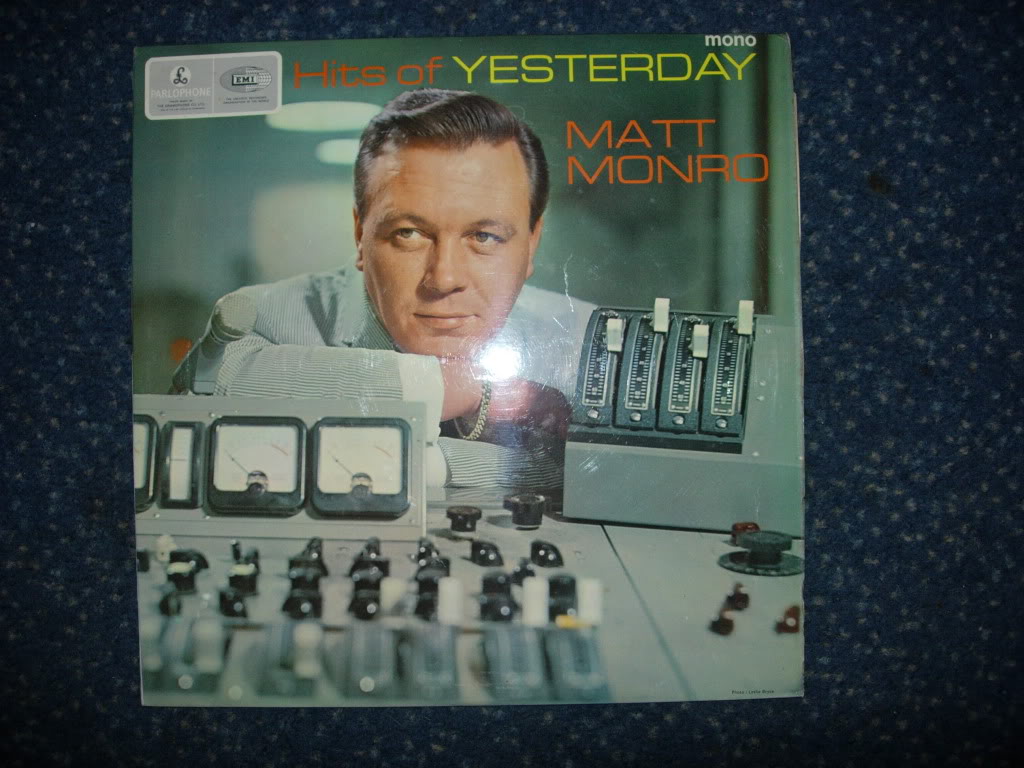 mono
Hits of YESTERDAY
PARLOPHONE
EMI
MATT
MONRO